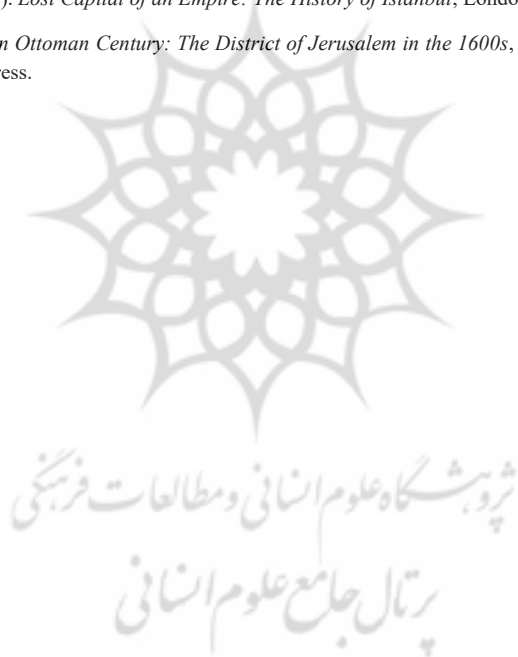 ). Lost Capital of an Empire: The History of Istanbul, Londo
n Ottoman Century: The District of Jerusalem in the 1600s,
ress.
پژوهشگاه علوم انسانی و مطالعات فرهنگی
پرتال جامع علوم انسانی